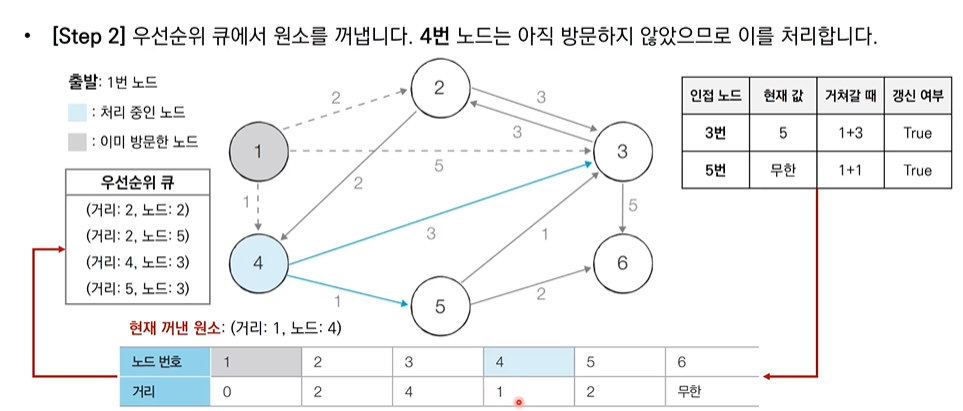 • [Step 2] 우선순위 큐에서 원소를 꺼냅니다. 4번 노드는 아직 방문하지 않았으므로 이를 처리합니다.
출발: 1번 노드
: 처리 중인 노드
: 이미 방문한 노드
우선순위 큐
(거리: 2, 노드: 2)
(거리: 2, 노드: 5)
(거리: 4, 노드: 3)
(거리: 5, 노드: 3)
2
2
3
3
1
5
3
1
2
5
4
3
1
6
1
5
2
인접 노드 현재 값 거쳐갈 때 갱신 여부
3번 5 1+3 True
5번 무한 1+1 True
현재 꺼낸 원소: (거리: 1, 노드: 4)
노드 번호 1 2 3 4 5 6
거리 0 2 4 1 2 무한